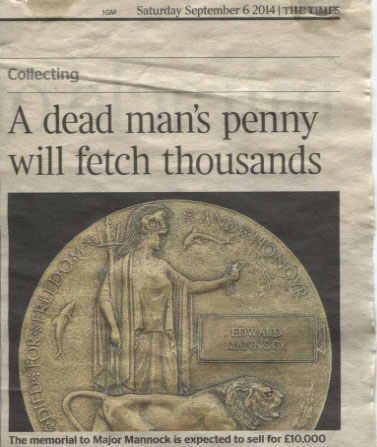 1GM Saturday September 6 2014 | THE TIMES
Collecting
A dead man's penny
will fetch thousands
DIED FOR FREEDOM
AND HONOUR
EDWARD
MANNOCK
The memorial to Major Mannock is expected to sell for £10,000